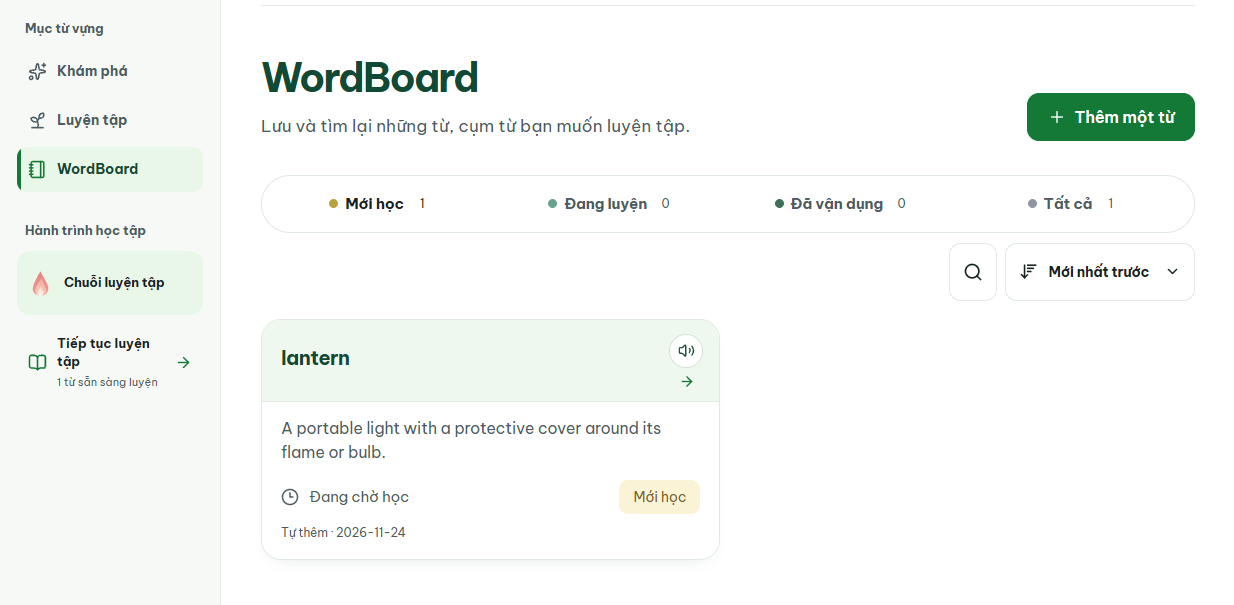 Mục từ vựng
Khám phá
Luyện tập
WordBoard
Hành trình học tập
Chuỗi luyện tập
Tiếp tục luyện
tập
1 từ sẵn sàng luyện
WordBoard
Lưu và tìm lại những từ, cụm từ bạn muốn luyện tập.
Thêm một từ
Mới học 1
Đang luyện 0
Đã vận dụng 0
Tất cả 1
Mới nhất trước
lantern
A portable light with a protective cover around its
flame or bulb.
Đang chờ học
Mới học
Tự thêm · 2026-11-24